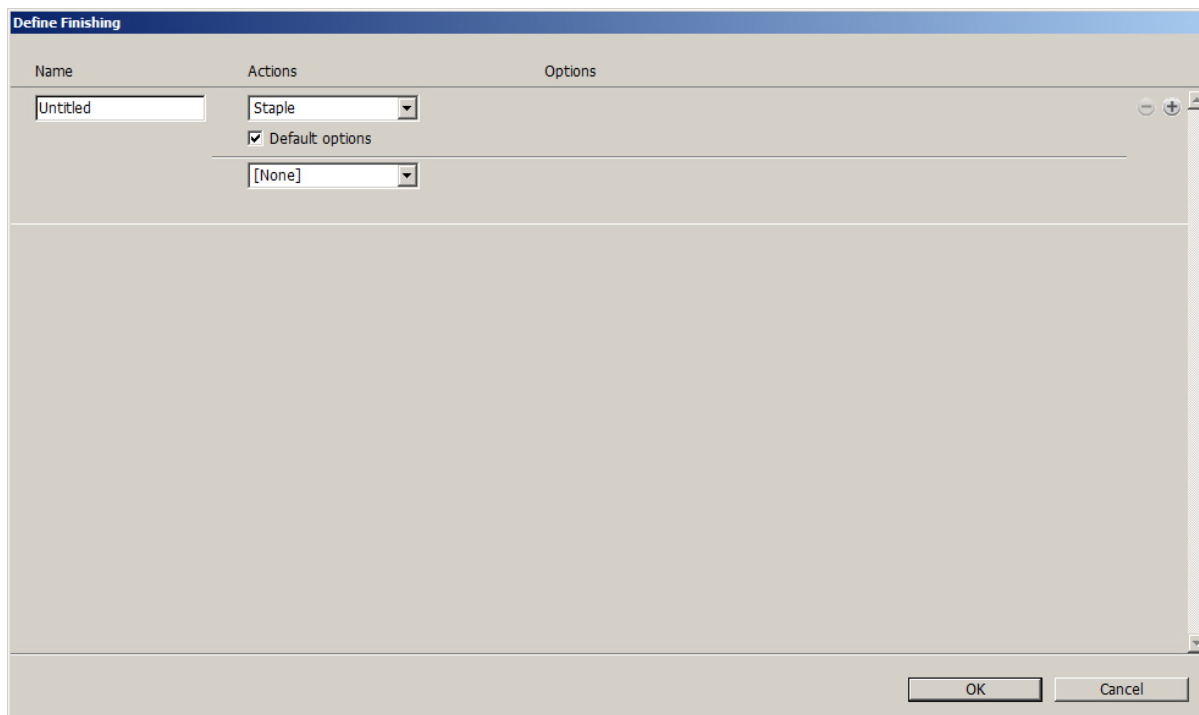 Define Finishing
Name Actions Options
Untitled Staple
Default options
[None]
OK Cancel